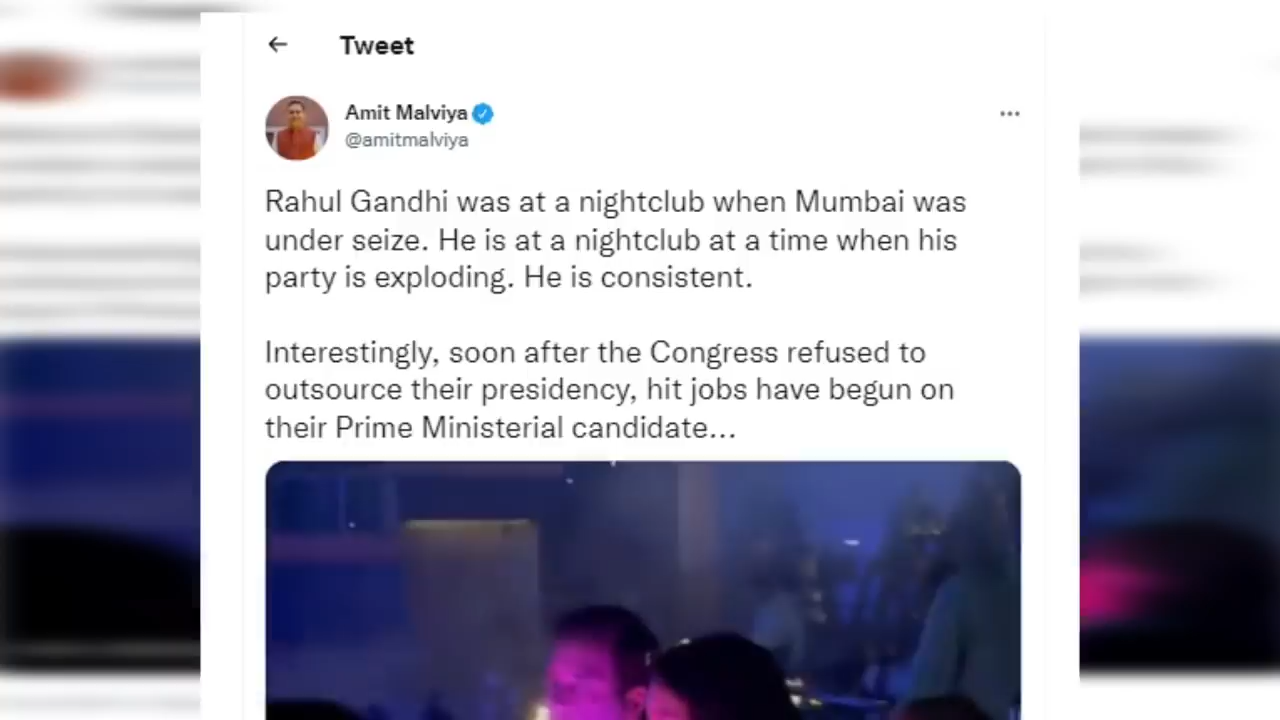 Tweet
Amit Malviya
@amitmalviya
Rahul Gandhi was at a nightclub when Mumbai was
under seize. He is at a nightclub at a time when his
party is exploding. He is consistent.
Interestingly, soon after the Congress refused to
outsource their presidency, hit jobs have begun on
their Prime Ministerial candidate...